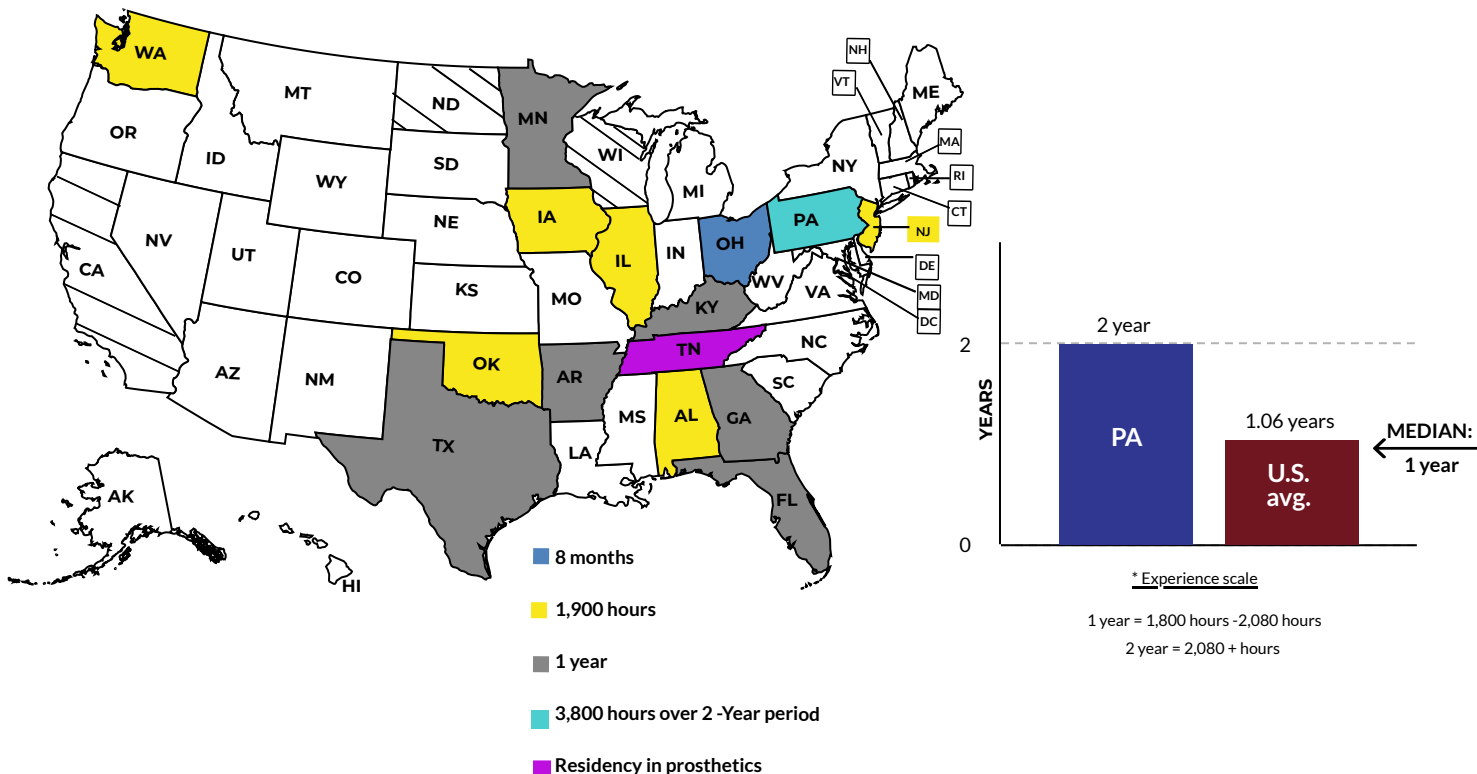 WA
MT
ND
MN
OR
ID
WY
SD
WI
MI
NY
ME
NH
VT
MA
RI
CT
NJ
DE
MD
DC
NV
UT
CA
CO
NE
KS
IA
IL
IN
OH
PA
WV
VA
KY
MO
AZ
NM
OK
AR
TN
NC
SC
TX
LA
MS
AL
GA
FL
AK
HI
8 months
1,900 hours
1 year
3,800 hours over 2 -Year period
Residency in prosthetics
YEARS
2
0
2 year
PA
1.06 years
U.S.
avg.
MEDIAN:
1 year
* Experience scale
1 year = 1,800 hours -2,080 hours
2 year = 2,080 + hours